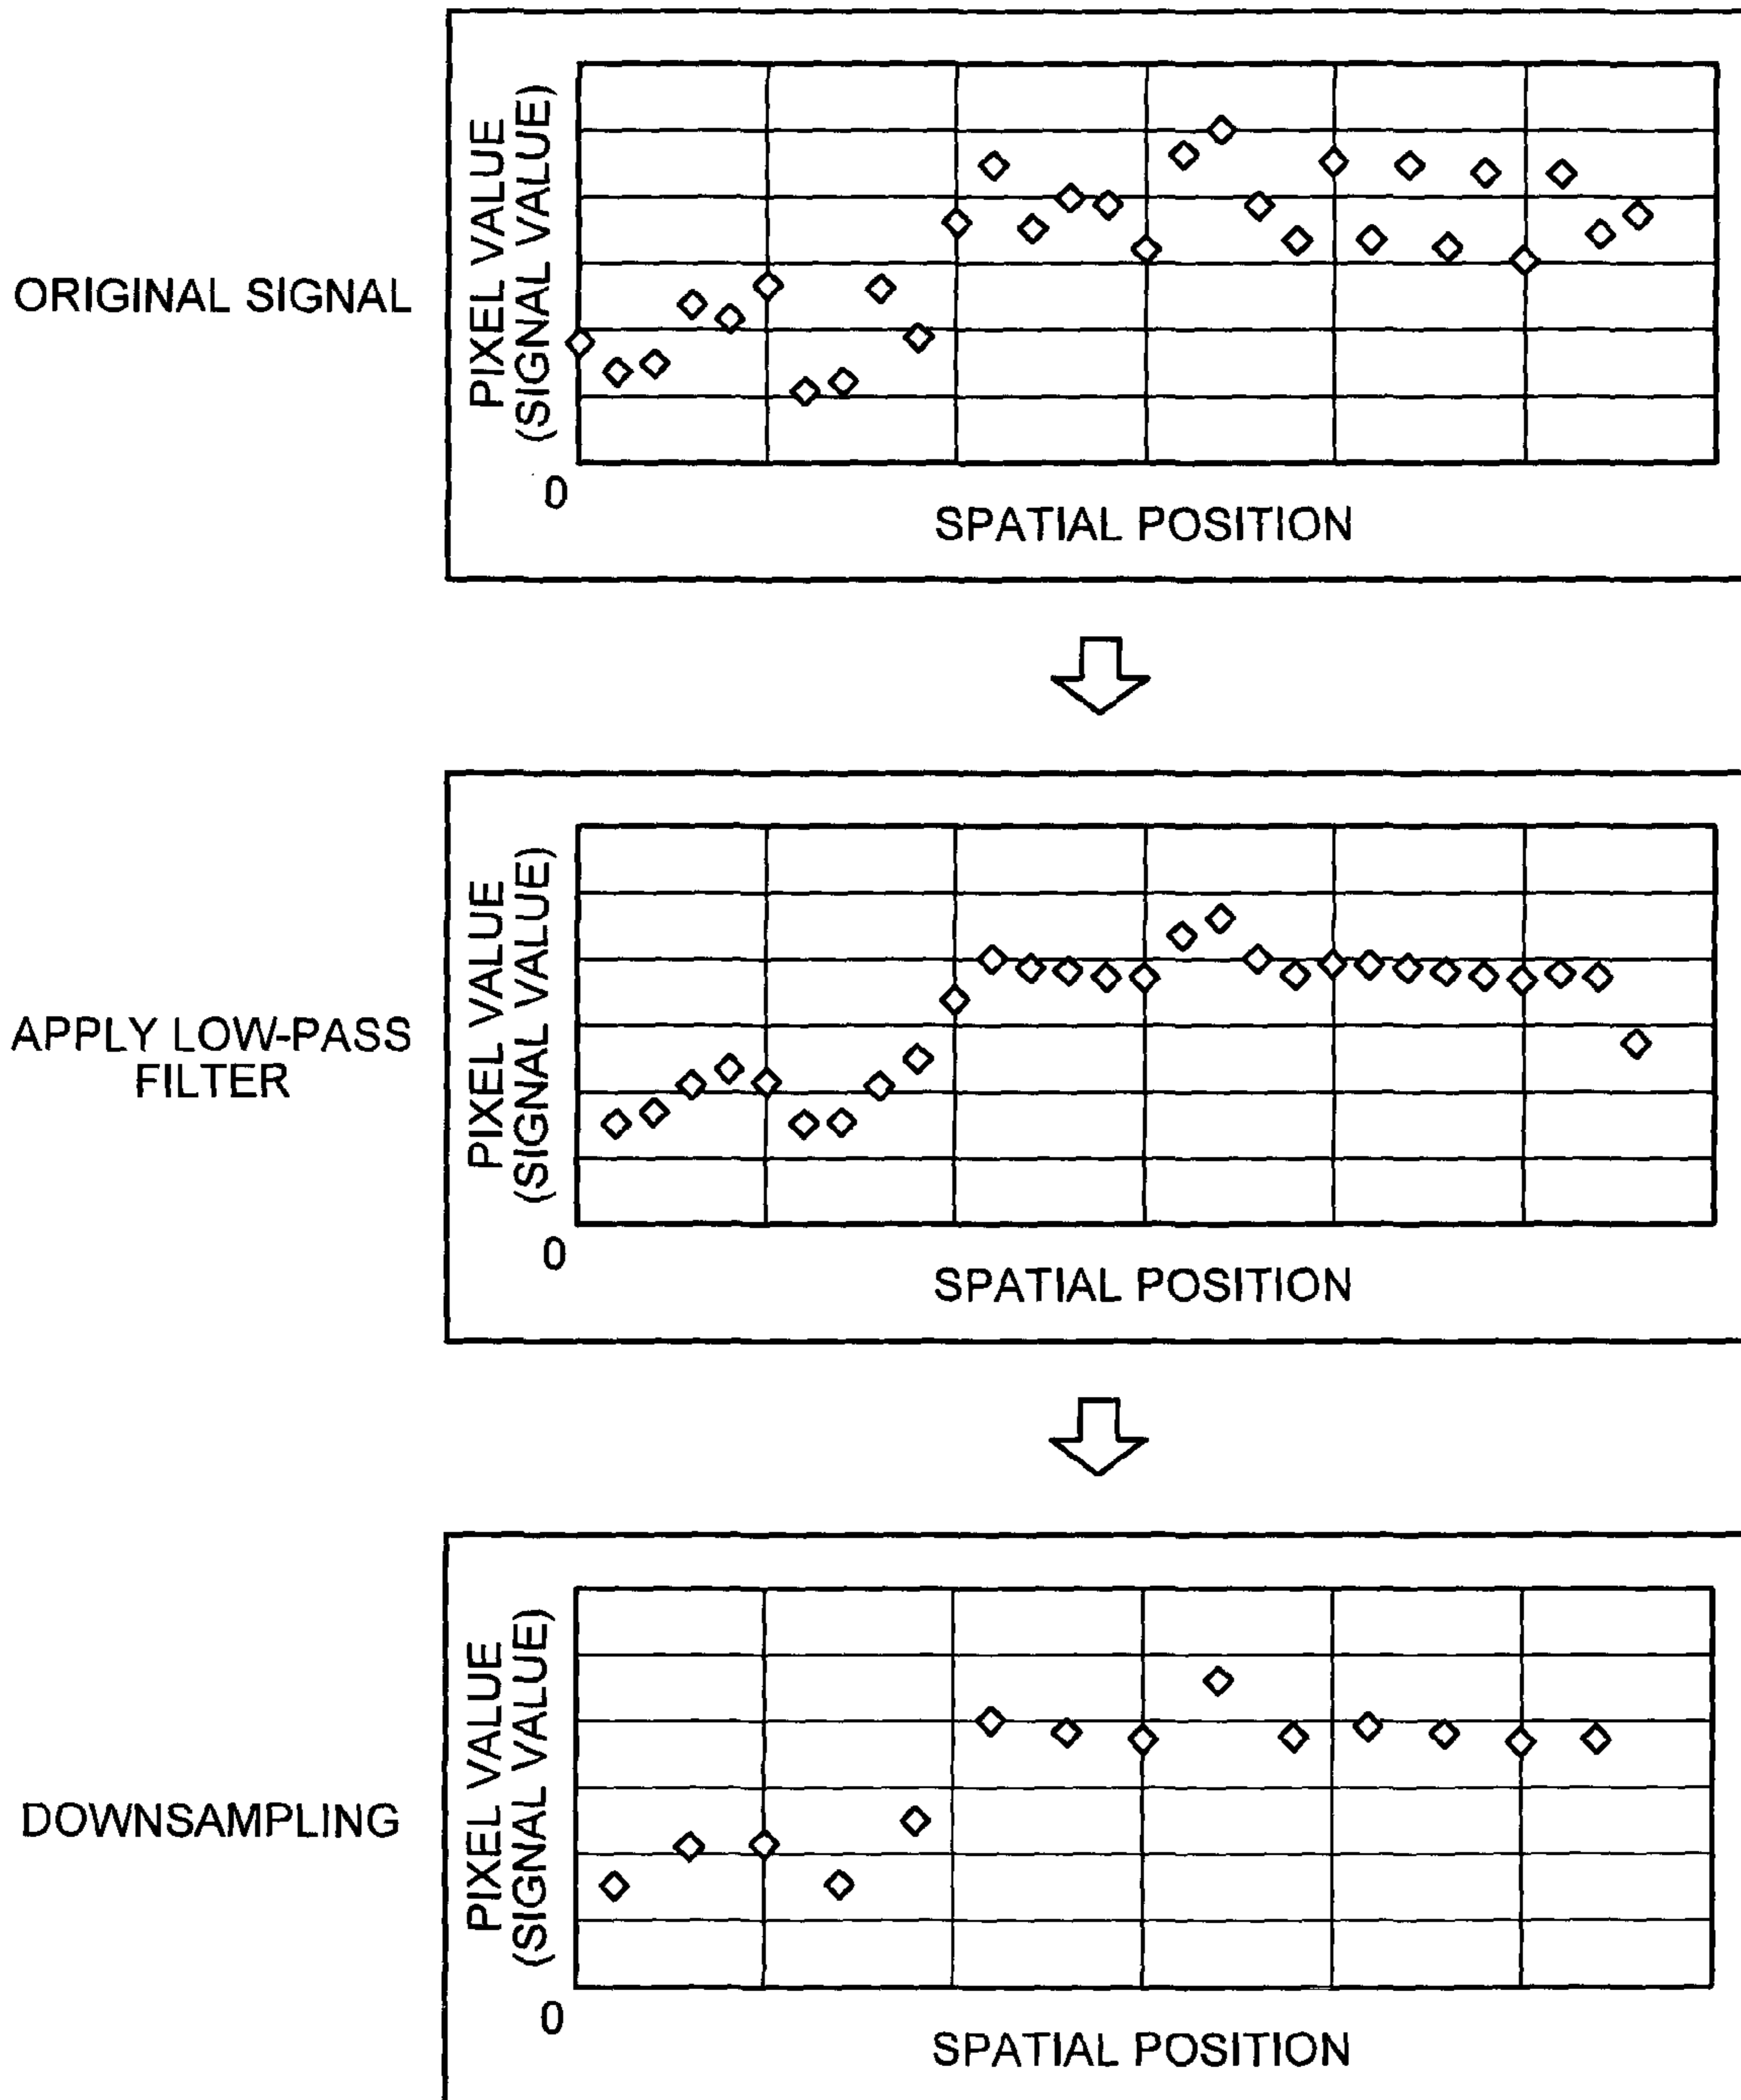 ORIGINAL SIGNAL
PIXEL VALUE
(SIGNAL VALUE)
0
SPATIAL POSITION
APPLY LOW-PASS
FILTER
PIXEL VALUE
(SIGNAL VALUE)
0
SPATIAL POSITION
DOWNSAMPLING
PIXEL VALUE
(SIGNAL VALUE)
0
SPATIAL POSITION